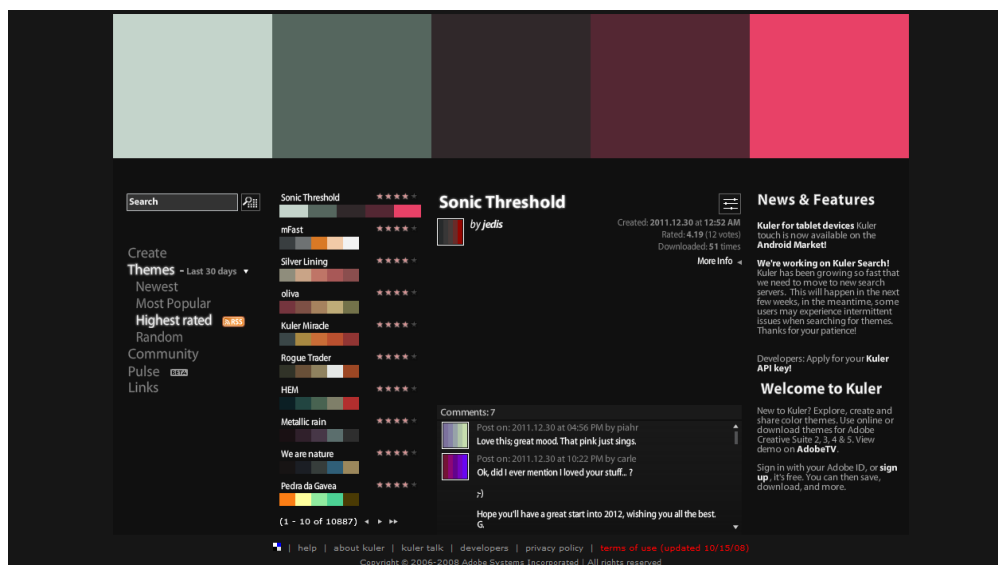 Search
Create
Themes - Last 30 days
Newest
Most Popular
Highest rated RSS
Random
Community
Pulse BETA
Links
Sonic Threshold
mFast
Silver Lining
oliva
Kuler Mirade
Rogue Trader
HEM
Metallic rain
We are nature
Pedra da Gavea
(1 - 10 of 10887)
Sonic Threshold
by jedis
Created: 2011.12.30 at 12:52 AM
Rated: 4.19 (12 votes)
Downloaded: 51 times
More Info
Comments: 7
Post on: 2011.12.30 at 04:56 PM by piahr
Love this; great mood. That pink just sings.
Post on: 2011.12.30 at 10:22 PM by carle
Ok, did I ever mention I loved your stuff... ?
;-)
Hope you'll have a great start into 2012, wishing you all the best.
G.
News & Features
Kuler for tablet devices Kuler
touch is now available on the
Android Market!
We're working on Kuler Search!
Kuler has been growing so fast that
we need to move to new search
servers. This will happen in the next
few weeks, in the meantime, some
users may experience intermittent
issues when searching for themes.
Thanks for your patience!
Developers: Apply for your Kuler
API key!
Welcome to Kuler
New to Kuler? Explore, create and
share color themes. Use online or
download themes for Adobe
Creative Suite 2, 3, 4 & 5. View
demo on AdobeTV.
Sign in with your Adobe ID, or sign
up, it's free. You can then save,
download, and more.
| help | about kuler | kuler talk | developers | privacy policy | terms of use (updated 10/15/08)
Copyright © 2006-2008 Adobe Systems Incorporated | All rights reserved